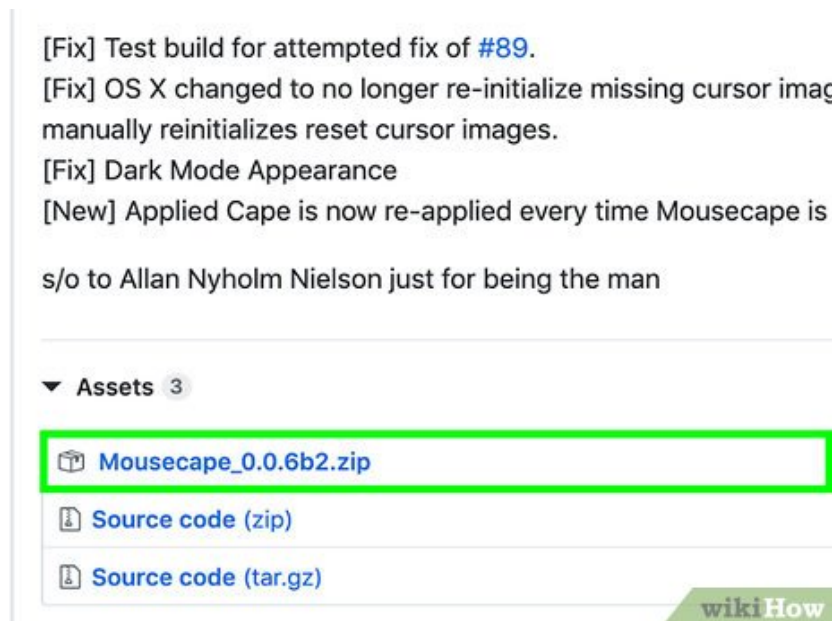 [Fix] Test build for attempted fix of #89.
[Fix] OS X changed to no longer re-initialize missing cursor
manually reinitializes reset cursor images.
[Fix] Dark Mode Appearance
[New] Applied Cape is now re-applied every time Mousecape is
s/o to Allan Nyholm Nielson just for being the man
Assets 3
Mousecape_0.0.6b2.zip
Source code (zip)
Source code (tar.gz)
wikiHow